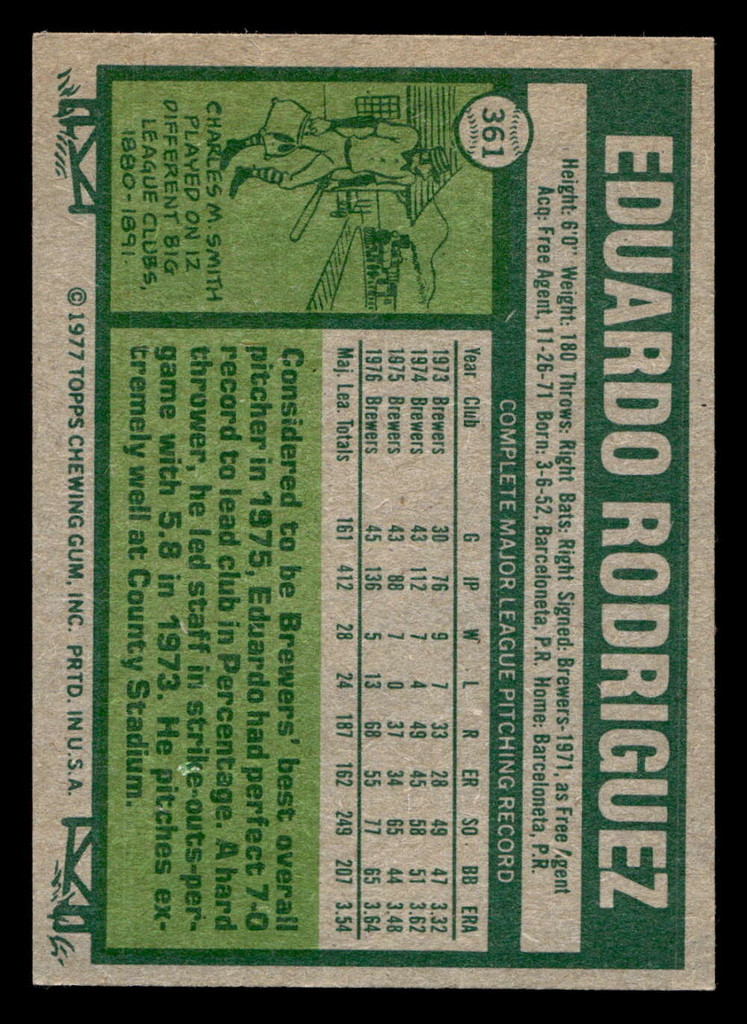 361
EDUARDO RODRIGUEZ
Height: 6'0" Weight: 180 Throws: Right Bats: Right Signed: Brewers-1971, as Free Agent
Acq: Free Agent, 11-26-71 Born: 3-6-52, Barceloneta, P.R. Home: Barceloneta, P.R.
COMPLETE MAJOR LEAGUE PITCHING RECORD
Year Club G IP W L R ER SO BB ERA
1973 Brewers 30 76 9 7 33 28 49 47 3.32
1974 Brewers 43 112 7 4 49 45 58 51 3.62
1975 Brewers 43 88 7 0 37 34 65 44 3.48
1976 Brewers 45 136 5 13 68 55 77 65 3.64
Maj. Lea. Totals 161 412 28 24 187 162 249 207 3.54
CHARLES M. SMITH
PLAYED ON 12
DIFFERENT BIG
LEAGUE CLUBS,
1880-1891.
Considered to be Brewers' best overall
pitcher in 1975, Eduardo had perfect 7-0
record to lead club in Percentage. A hard
thrower, he led staff in strike-outs-per-
game with 5.8 in 1973. He pitches ex-
tremely well at County Stadium.
© 1977 TOPPS CHEWING GUM, INC. PRTD. IN U.S.A.